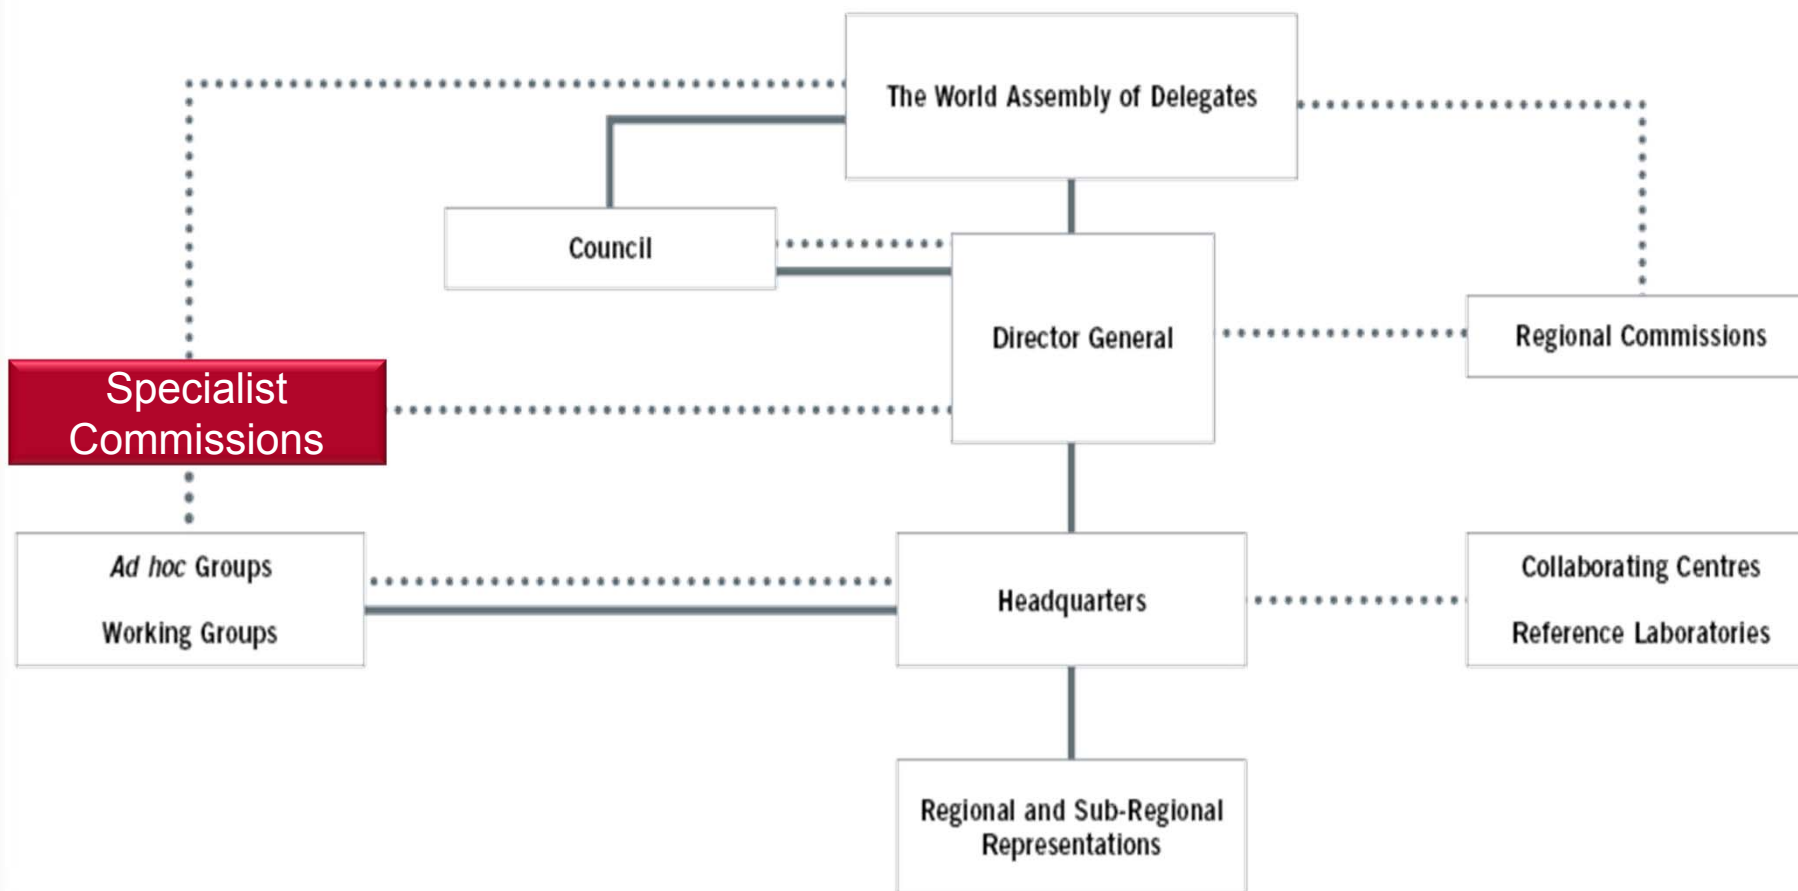 The World Assembly of Delegates
Council
Director General
Regional Commissions
Specialist
Commissions
Ad hoc Groups
Working Groups
Headquarters
Collaborating Centres
Reference Laboratories
Regional and Sub-Regional
Representations